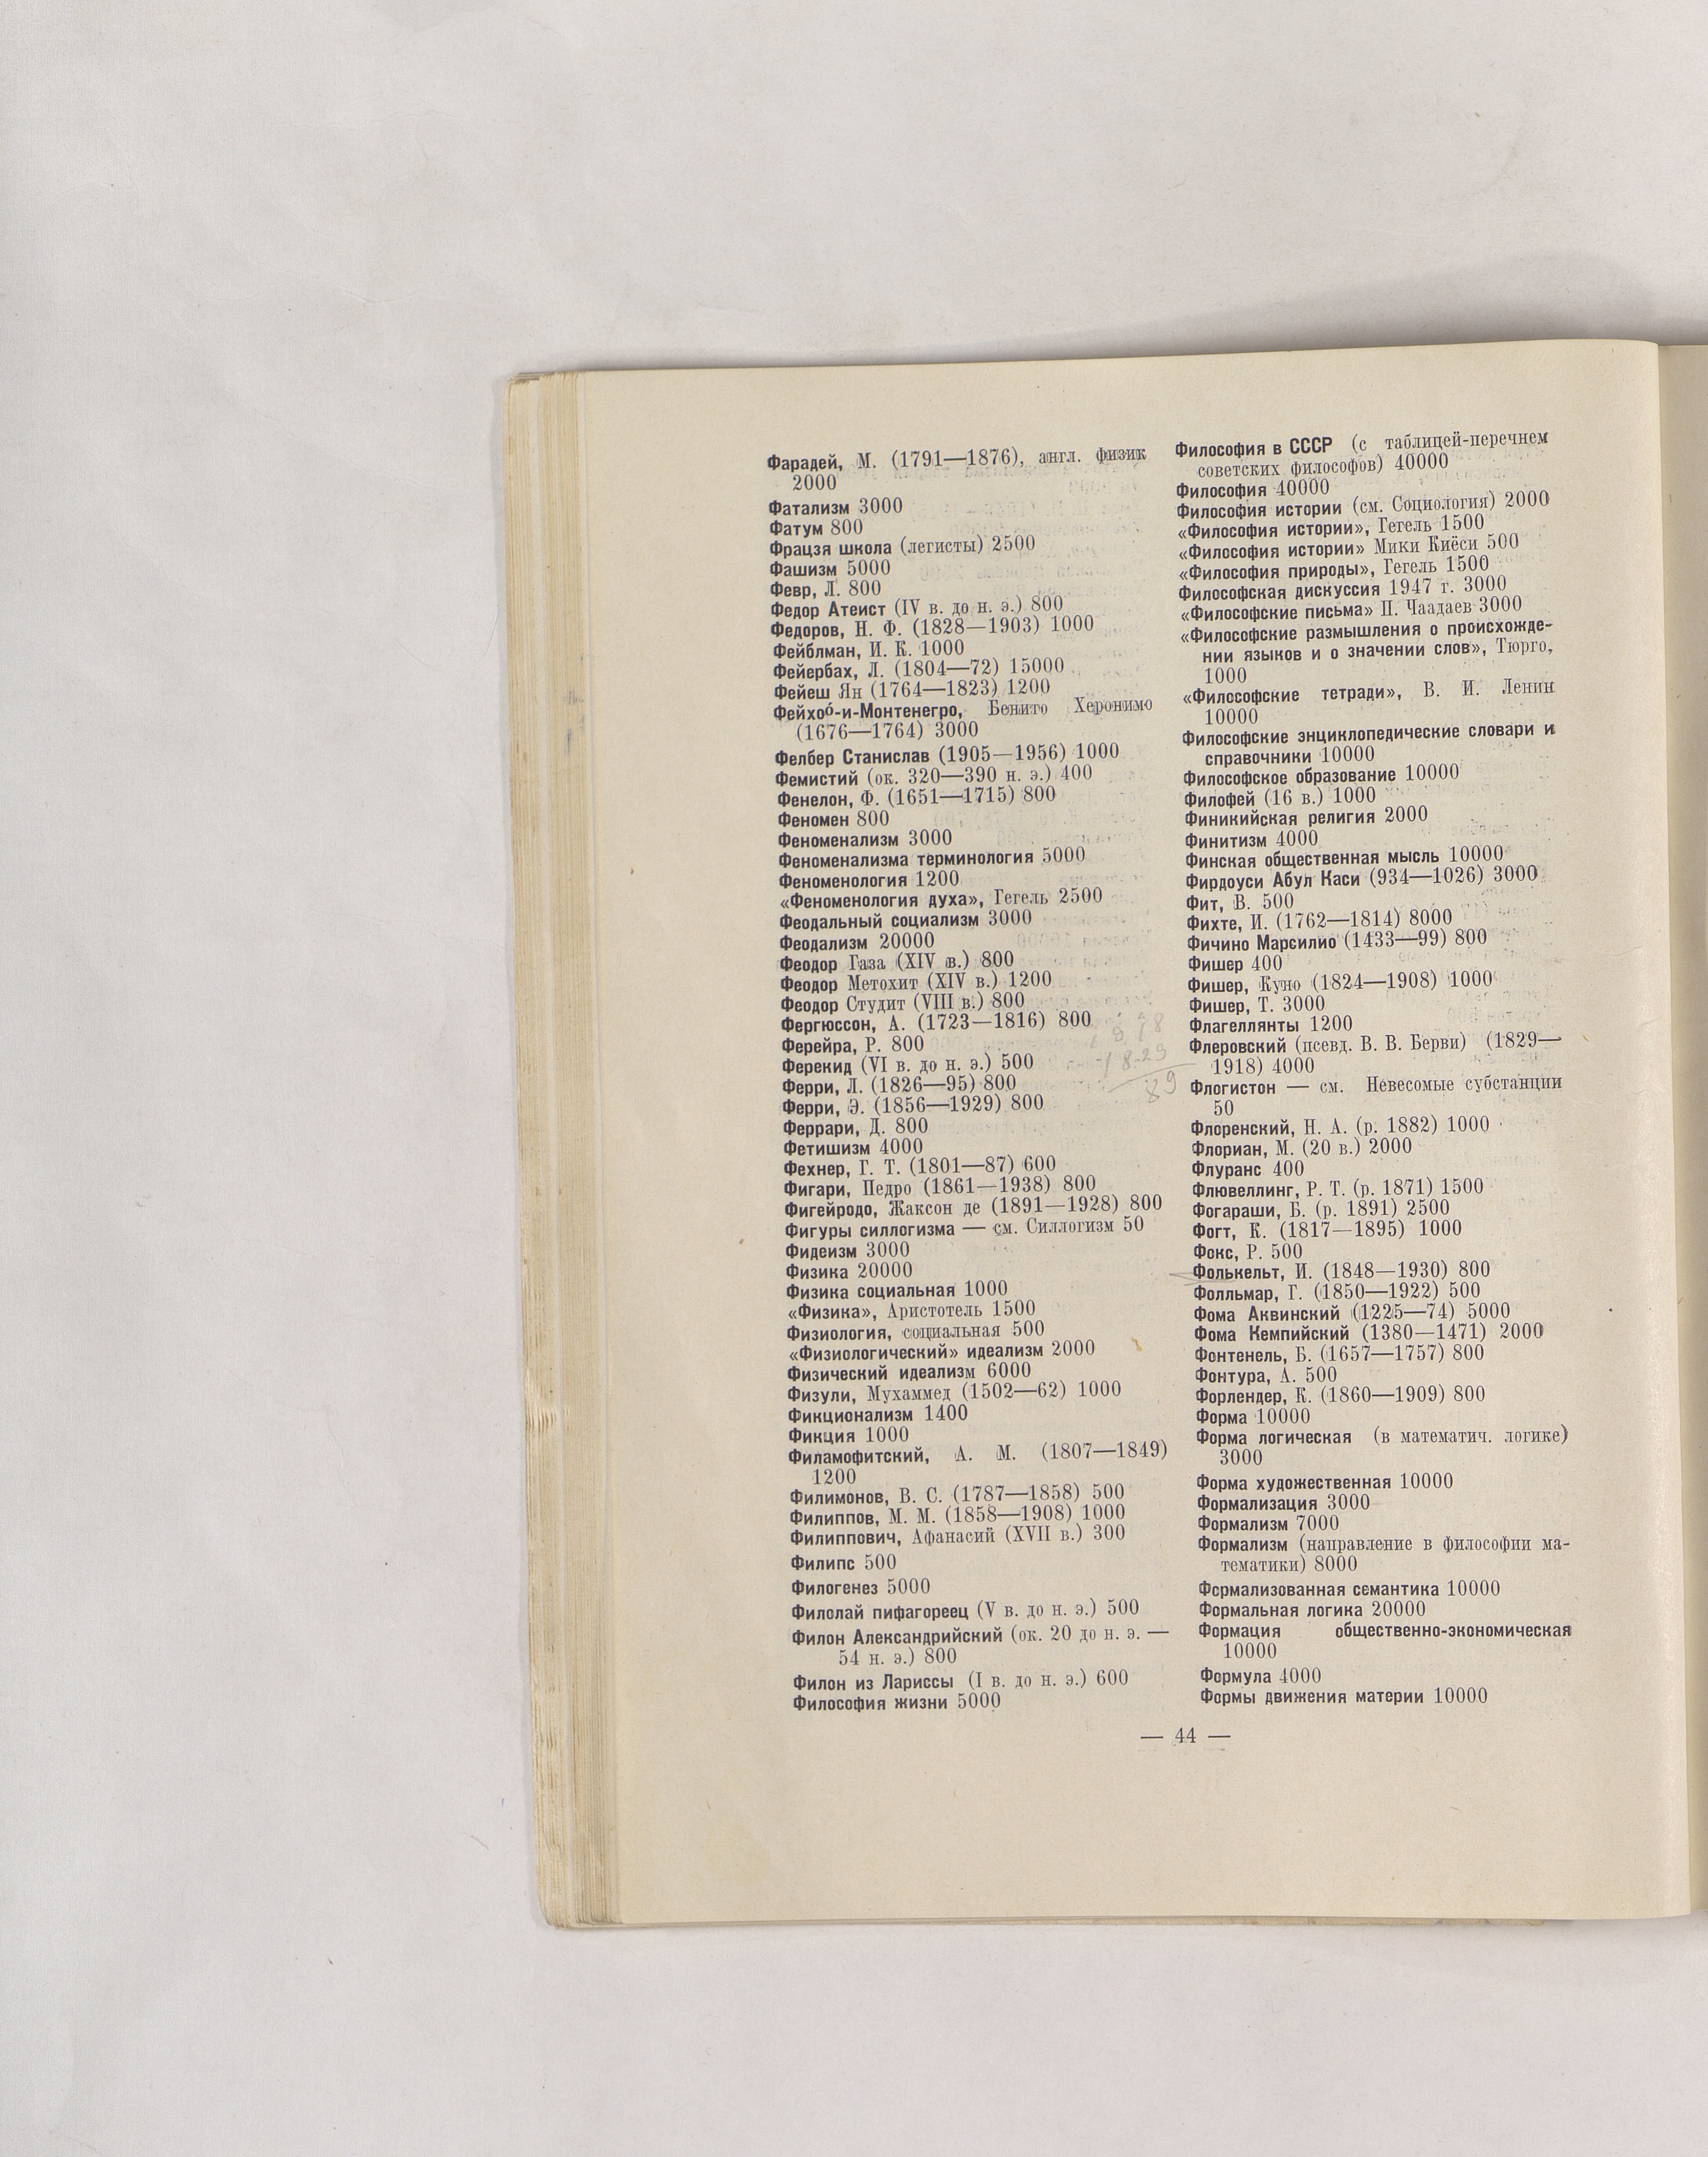 Фарадей, М. (1791—1876), англ. физик
2000
Фатализм 3000
Фатум 800
Фрацзя школа (легисты) 2500
Фашизм 5000
Февр, Л. 800
Федор Атеист (IV в. до н. э.) 800
Федоров, Н. Ф. (1828—1903) 1000
Фейблман, И. К. 1000
Фейербах, Л. (1804—72) 15000
Фейеш Ян (1764—1823) 1200
Фейхоо́-и-Монтенегро, Бенито Херонимо
(1676—1764) 3000
Фелбер Станислав (1905—1956) 1000
Фемистий (ок. 320—390 н. э.) 400
Фенелон, Ф. (1651—1715) 800
Феномен 800
Феноменализм 3000
Феноменализма терминология 5000
Феноменология 1200
«Феноменология духа», Гегель 2500
Феодальный социализм 3000
Феодализм 20000
Феодор Газа (XIV в.) 800
Феодор Метохит (XIV в.) 1200
Феодор Студит (VIII в.) 800
Фергюссон, А. (1723—1816) 800
Ферейра, Р. 800
Ферекид (VI в. до н. э.) 500
Ферри, Л. (1826—95) 800
Ферри, Э. (1856—1929) 800
Феррари, Д. 800
Фетишизм 4000
Фехнер, Г. Т. (1801—87) 600
Фигари, Педро (1861—1938) 800
Фигейродо, Жаксон де (1891—1928) 800
Фигуры силлогизма — см. Силлогизм 50
Фидеизм 3000
Физика 20000
Физика социальная 1000
«Физика», Аристотель 1500
Физиология, социальная 500
«Физиологический» идеализм 2000
Физический идеализм 6000
Физули, Мухаммед (1502—62) 1000
Фикционализм 1400
Фикция 1000
Филамофитский, А. М. (1807—1849)
1200
Филимонов, В. С. (1787—1858) 500
Филиппов, М. М. (1858—1908) 1000
Филиппович, Афанасий (XVII в.) 300
Филипс 500
Филогенез 5000
Филолай пифагореец (V в. до н. э.) 500
Филон Александрийский (ок. 20 до н. э. —
54 н. э.) 800
Филон из Лариссы (I в. до н. э.) 600
Философия жизни 5000
Философия в СССР (с таблицей-перечнем
советских философов) 40000
Философия 40000
Философия истории (см. Социология) 2000
«Философия истории», Гегель 1500
«Философия истории» Мики Киёси 500
«Философия природы», Гегель 1500
Философская дискуссия 1947 г. 3000
«Философские письма» П. Чаадаев 3000
«Философские размышления о происхожде-
нии языков и о значении слов», Тюрго,
1000
«Философские тетради», В. И. Ленин
10000
Философские энциклопедические словари и
справочники 10000
Философское образование 10000
Филофей (16 в.) 1000
Финикийская религия 2000
Финитизм 4000
Финская общественная мысль 10000
Фирдоуси Абул Каси (934—1026) 3000
Фит, В. 500
Фихте, И. (1762—1814) 8000
Фичино Марсилио (1433—99) 800
Фишер 400
Фишер, Куно (1824—1908) 1000
Фишер, Т. 3000
Флагеллянты 1200
Флеровский (псевд. В. В. Берви) (1829—
1918) 4000
Флогистон — см. Невесомые субстанции
50
Флоренский, Н. А. (р. 1882) 1000
Флориан, М. (20 в.) 2000
Флуранс 400
Флювеллинг, Р. Т. (р. 1871) 1500
Фогараши, Б. (р. 1891) 2500
Фогт, К. (1817—1895) 1000
Фокс, Р. 500
Фолькельт, И. (1848—1930) 800
Фолльмар, Г. (1850—1922) 500
Фома Аквинский (1225—74) 5000
Фома Кемпийский (1380—1471) 2000
Фонтенель, Б. (1657—1757) 800
Фонтура, А. 500
Форлендер, К. (1860—1909) 800
Форма 10000
Форма логическая (в математич. логике)
3000
Форма художественная 10000
Формализация 3000
Формализм 7000
Формализм (направление в философии ма-
тематики) 8000
Формализованная семантика 10000
Формальная логика 20000
Формация общественно-экономическая
10000
Формула 4000
Формы движения материи 10000
— 44 —